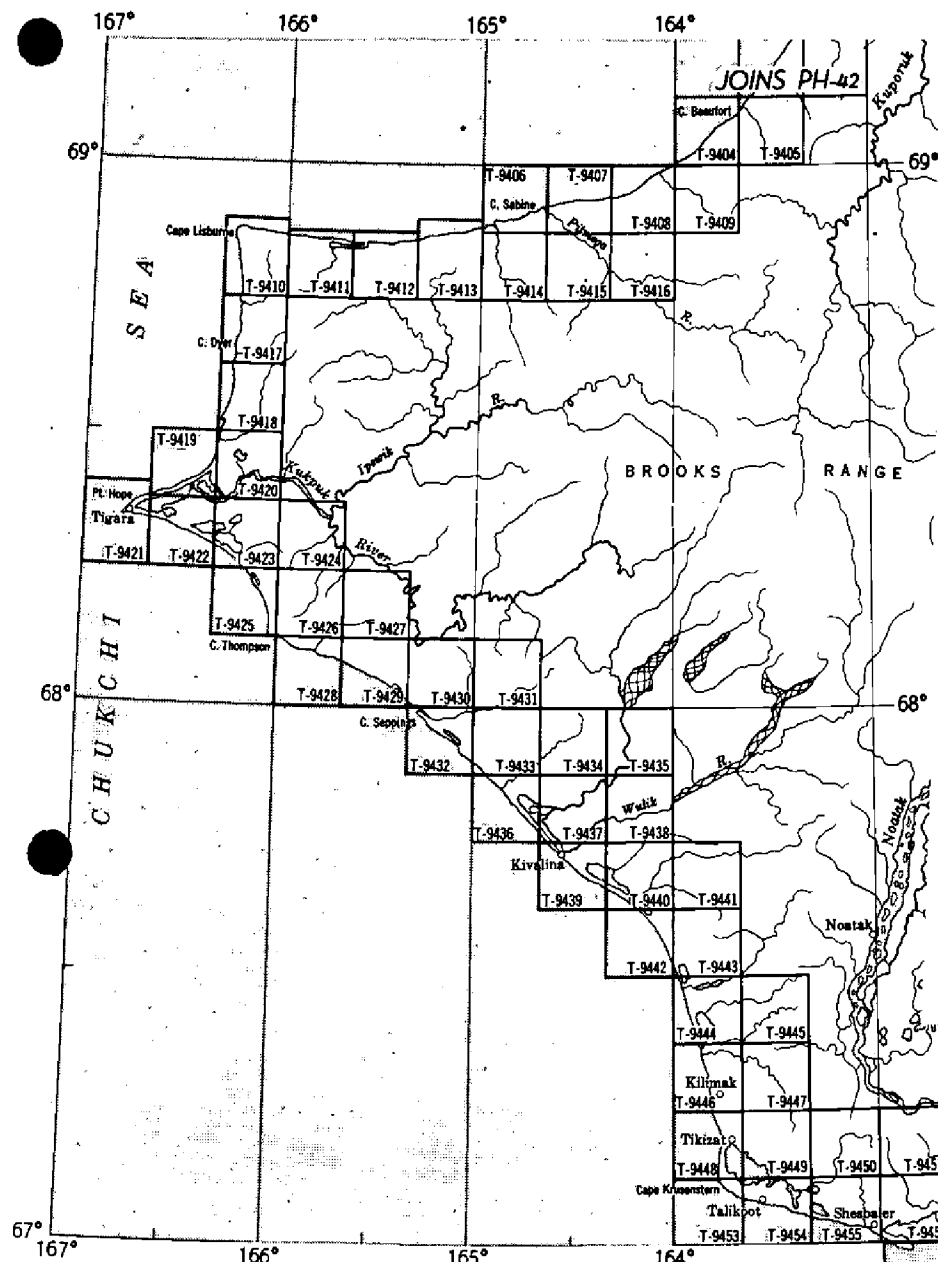 167° 166° 165° 164°
JOINS PH-42
Kuporuk
C. Beaufort
69° T-9404 T-9405 69°
T-9406 T-9407
C. Sabine
T-9408 T-9409
Cape Lisburne
SEA
T-9410 T-9411 T-9412 T-9413 T-9414 T-9415 T-9416
R.
C. Dyer
T-9417
T-9418
R.
T-9419
Ipewik
Kukpuk
BROOKS RANGE
T-9420
Pt. Hope
Tigara
River
T-9421 T-9422 T-9423 T-9424
CHUKCHI
T-9425 T-9426 T-9427
C. Thompson
68° T-9428 T-9429 T-9430 T-9431 68°
C. Seppings
T-9432 T-9433 T-9434 T-9435
R.
Wulik
Noatak
T-9436 T-9437 T-9438
Kivalina
T-9439 T-9440 T-9441
Noatak
T-9442 T-9443
T-9444 T-9445
Kilimak
T-9446 T-9447
Tikizat
T-9448 T-9449 T-9450 T-945
Cape Krusenstern
Talikoot
Sheshaler
67° T-9453 T-9454 T-9455 T-945
167° 166° 165° 164°